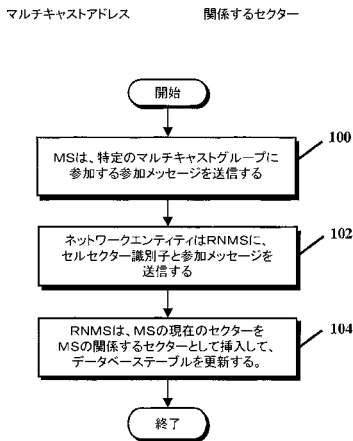 マルチキャストアドレス　関係するセクター
開始
MSは、特定のマルチキャストグループに
参加する参加メッセージを送信する
100
ネットワークエンティティはRNMSに、
セルセクター識別子と参加メッセージを
送信する
102
RNMSは、MSの現在のセクターを
MSの関係するセクターとして挿入して、
データベーステーブルを更新する。
104
終了